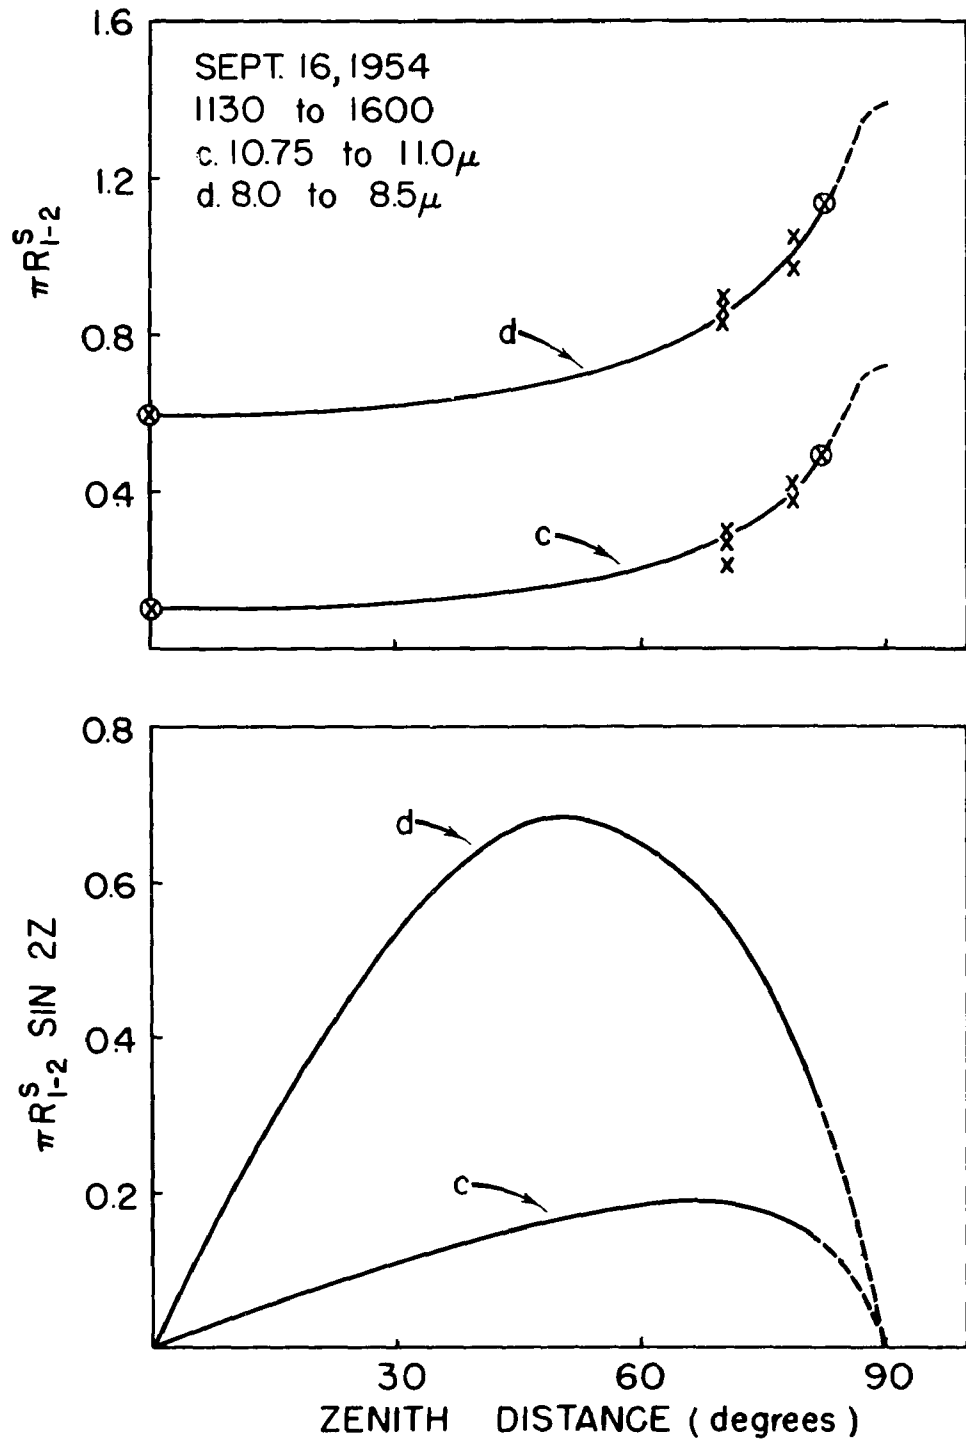 1.6
SEPT. 16, 1954
1130 to 1600
c. 10.75 to 11.0μ
d. 8.0 to 8.5μ
1.2
πR^S_1-2
d
0.8
0.4
c
0.8
d
0.6
πR^S_1-2 SIN 2Z
0.4
c
0.2
30 60 90
ZENITH DISTANCE (degrees)